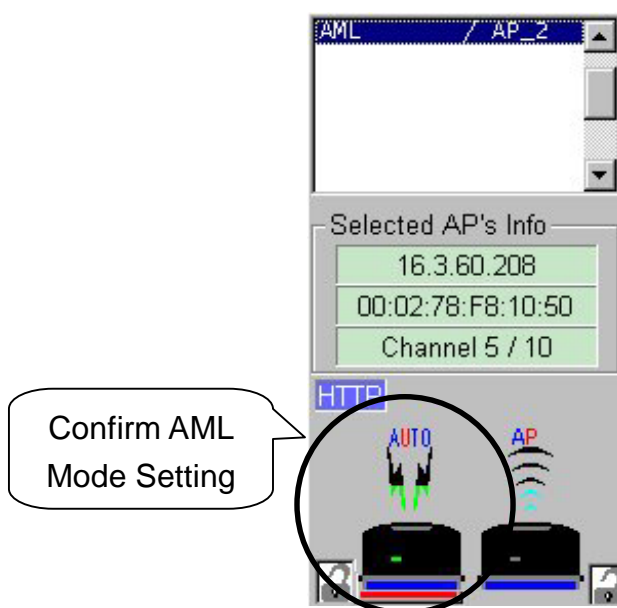 AML / AP_2
Selected AP's Info
16.3.60.208
00:02:78:F8:10:50
Channel 5 / 10
HTTP
Confirm AML
Mode Setting
AUTO
AP